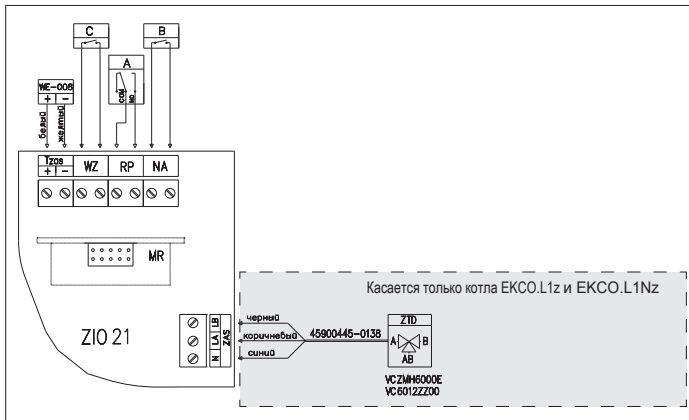 C
B
A
WE-008
+ −
COM
NO
белый
желтый
Tzas WZ RP NA
+ −
MR
Касается только котла EKCO.L1z и EKCO.L1Nz
ZIO 21
N LA LB
ZAS
черный
коричневый
синий
45900445-0138
ZTD
A B
AB
VCZMH6000E
VC6012ZZ00